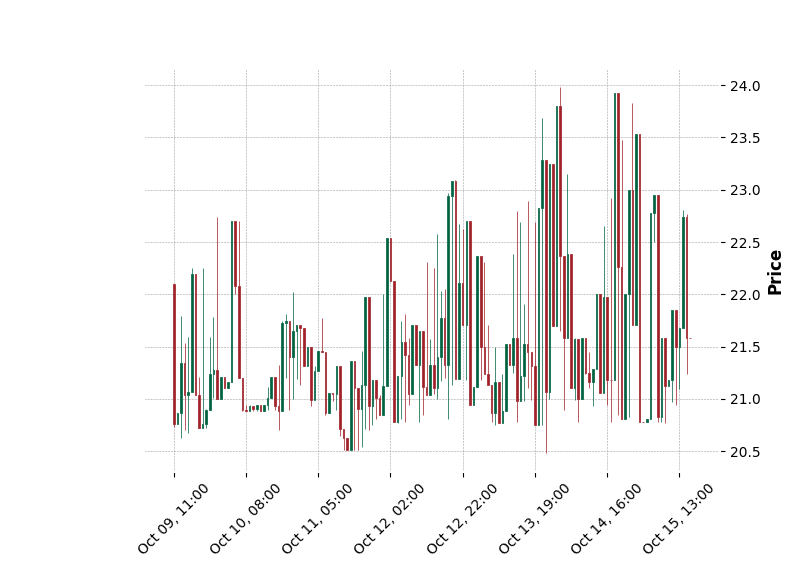 24.0
23.5
23.0
22.5
22.0
21.5
21.0
20.5
Price
Oct 09, 11:00
Oct 10, 08:00
Oct 11, 05:00
Oct 12, 02:00
Oct 12, 22:00
Oct 13, 19:00
Oct 14, 16:00
Oct 15, 13:00